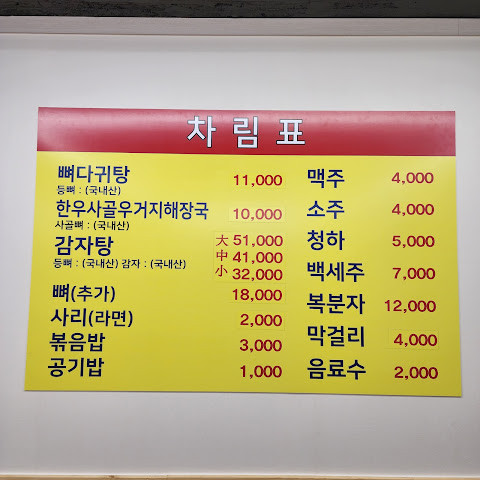 차림표
뼈다귀탕 11,000
등뼈 : (국내산)
한우사골우거지해장국 10,000
사골뼈 : (국내산)
감자탕 大 51,000
中 41,000
小 32,000
등뼈 : (국내산) 감자 : (국내산)
뼈(추가) 18,000
사리(라면) 2,000
볶음밥 3,000
공기밥 1,000
맥주 4,000
소주 4,000
청하 5,000
백세주 7,000
복분자 12,000
막걸리 4,000
음료수 2,000